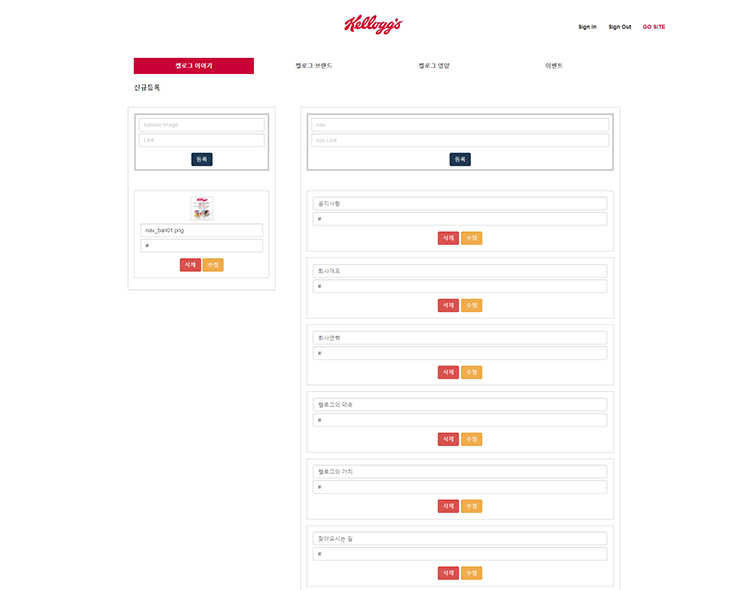 Kellogg's
Sign In Sign Out GO SITE
켈로그 이야기 켈로그 브랜드 켈로그 영양 이벤트
신규등록
banner image
Link
등록
nav_ban01.png
#
삭제 수정
nav
nav Link
등록
공지사항
#
삭제 수정
회사개요
#
삭제 수정
회사연혁
#
삭제 수정
켈로그의 약속
#
삭제 수정
켈로그의 가치
#
삭제 수정
찾아오시는 길
#
삭제 수정